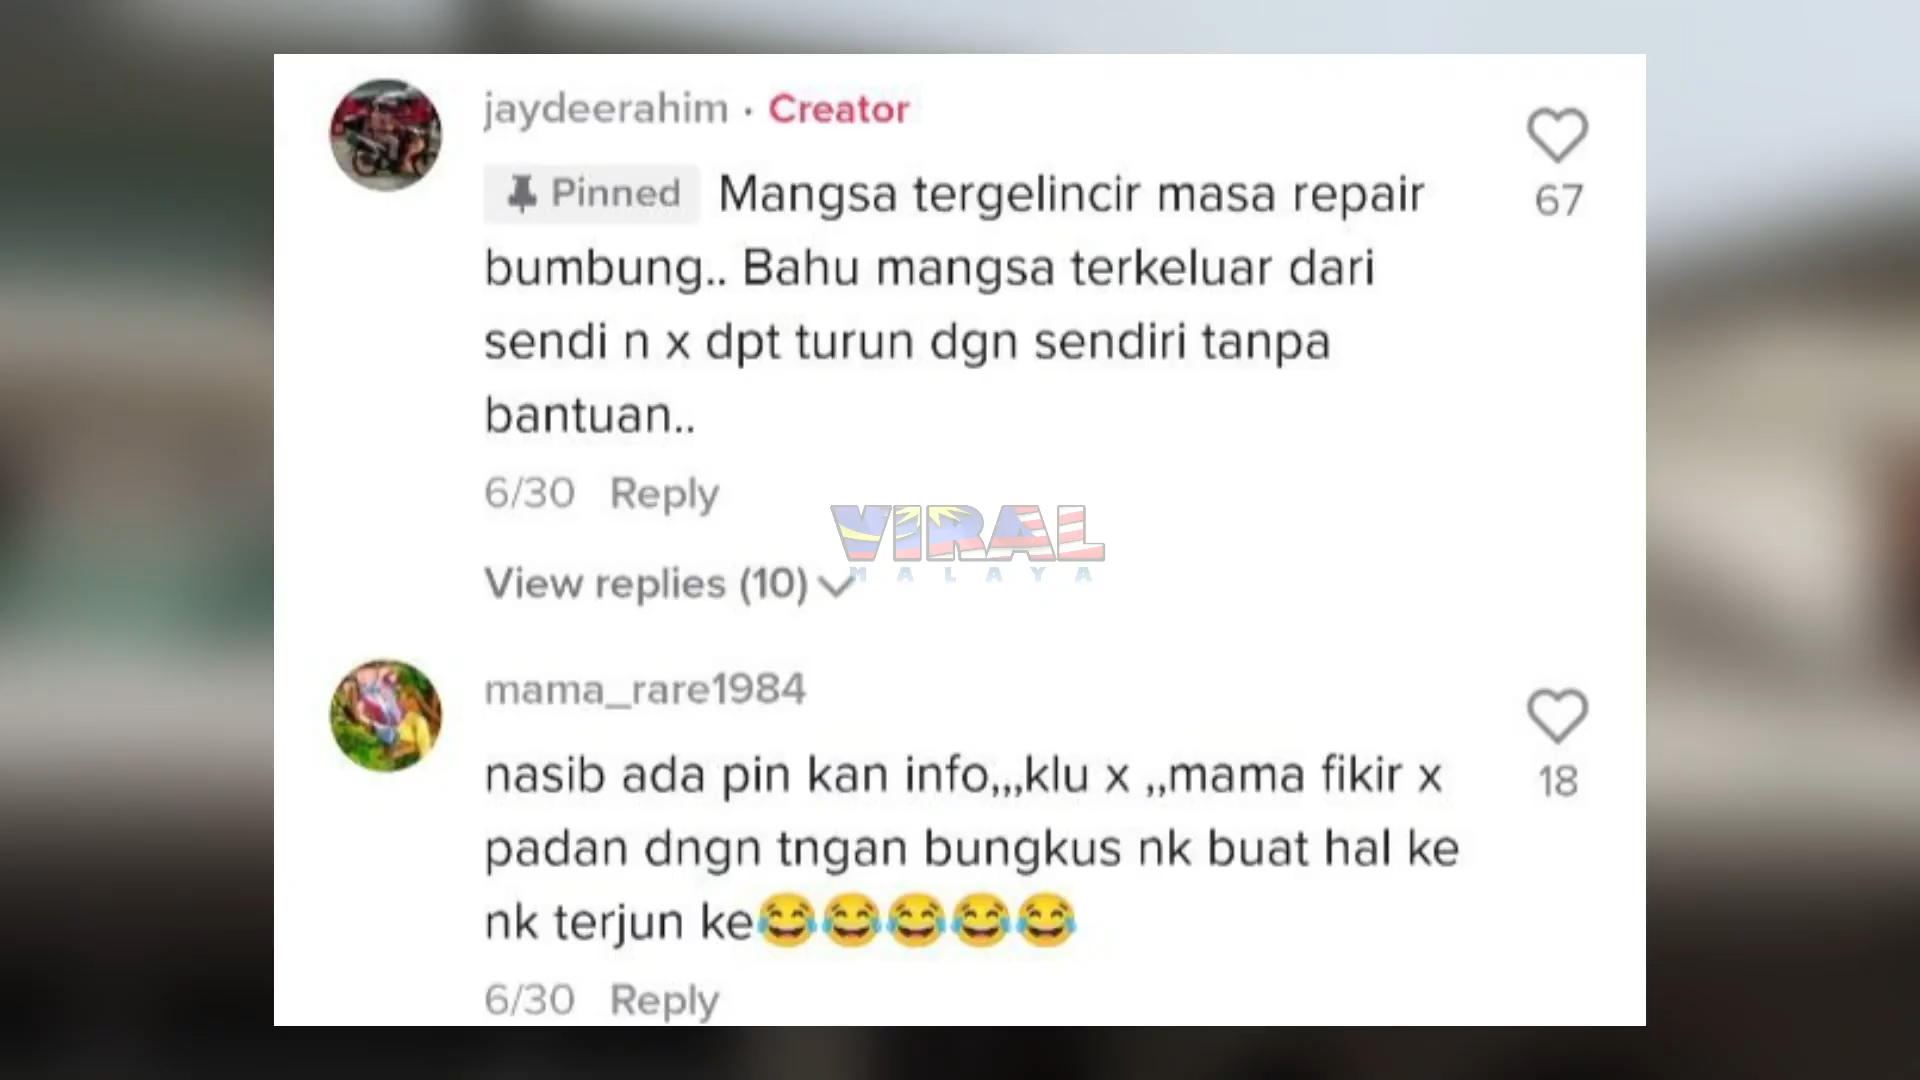 jaydeerahim · Creator
Pinned Mangsa tergelincir masa repair
67
bumbung.. Bahu mangsa terkeluar dari
sendi n x dpt turun dgn sendiri tanpa
bantuan..
6/30 Reply
VIRAL
MALAYA
View replies (10)
mama_rare1984
nasib ada pin kan info,,,klu x ,,mama fikir x
18
padan dngn tngan bungkus nk buat hal ke
nk terjun ke😂😂😂😂😂
6/30 Reply